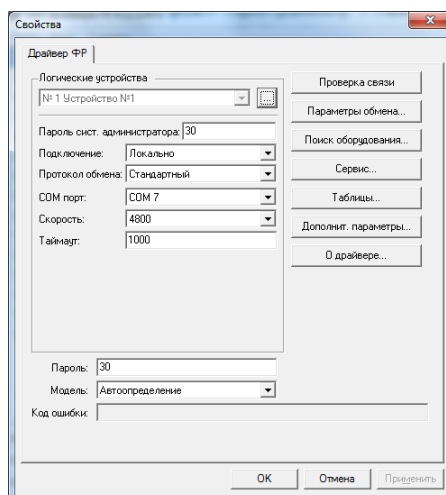 Свойства
Драйвер ФР
Логические устройства
№ 1 Устройство №1
...
Пароль сист. администратора: 30
Подключение: Локально
Протокол обмена: Стандартный
COM порт: COM 7
Скорость: 4800
Таймаут: 1000
Проверка связи
Параметры обмена...
Поиск оборудования...
Сервис...
Таблицы...
Дополнит. параметры...
О драйвере...
Пароль: 30
Модель: Автоопределение
Код ошибки:
OK Отмена Применить